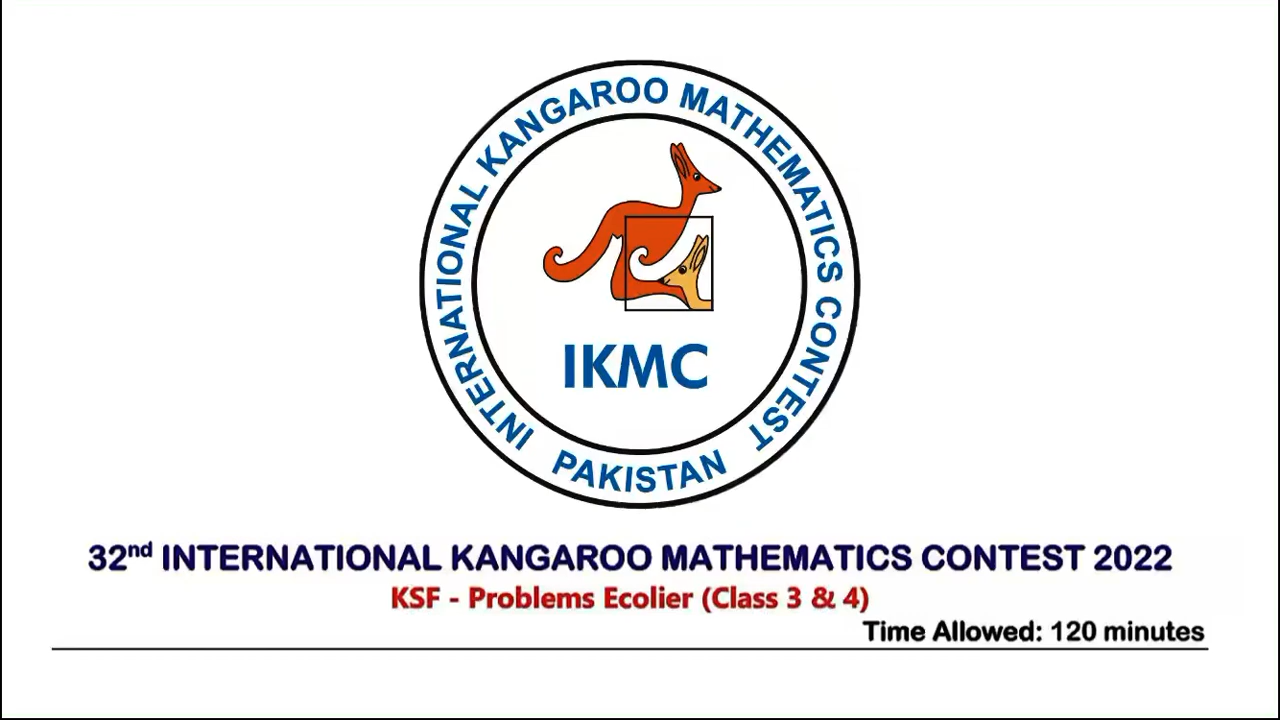 INTERNATIONAL KANGAROO MATHEMATICS CONTEST
PAKISTAN
IKMC
32nd INTERNATIONAL KANGAROO MATHEMATICS CONTEST 2022
KSF - Problems Ecolier (Class 3 & 4)
Time Allowed: 120 minutes